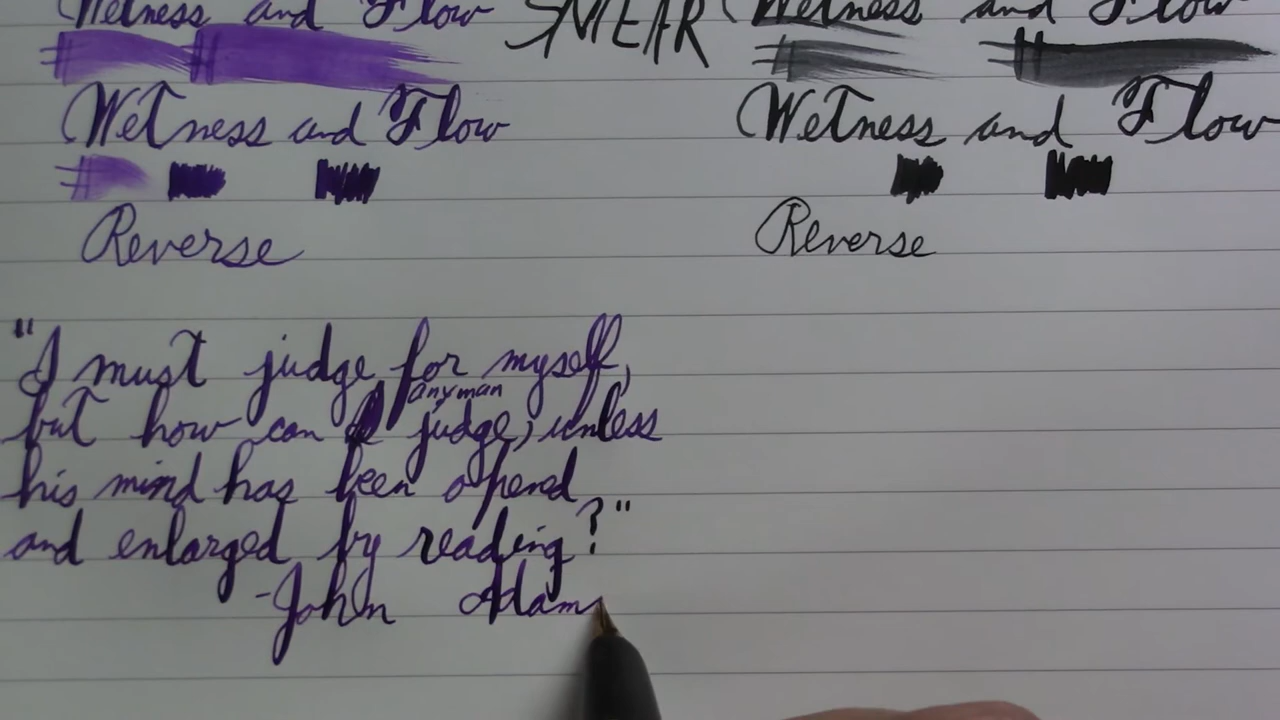 Wetness and Flow SMEAR Wetness and Flow
Wetness and Flow Wetness and Flow
Reverse Reverse
"I must judge for myself,
any man
but how can judge, unless
his mind has been opend
and enlarged by reading?"
-John Adams